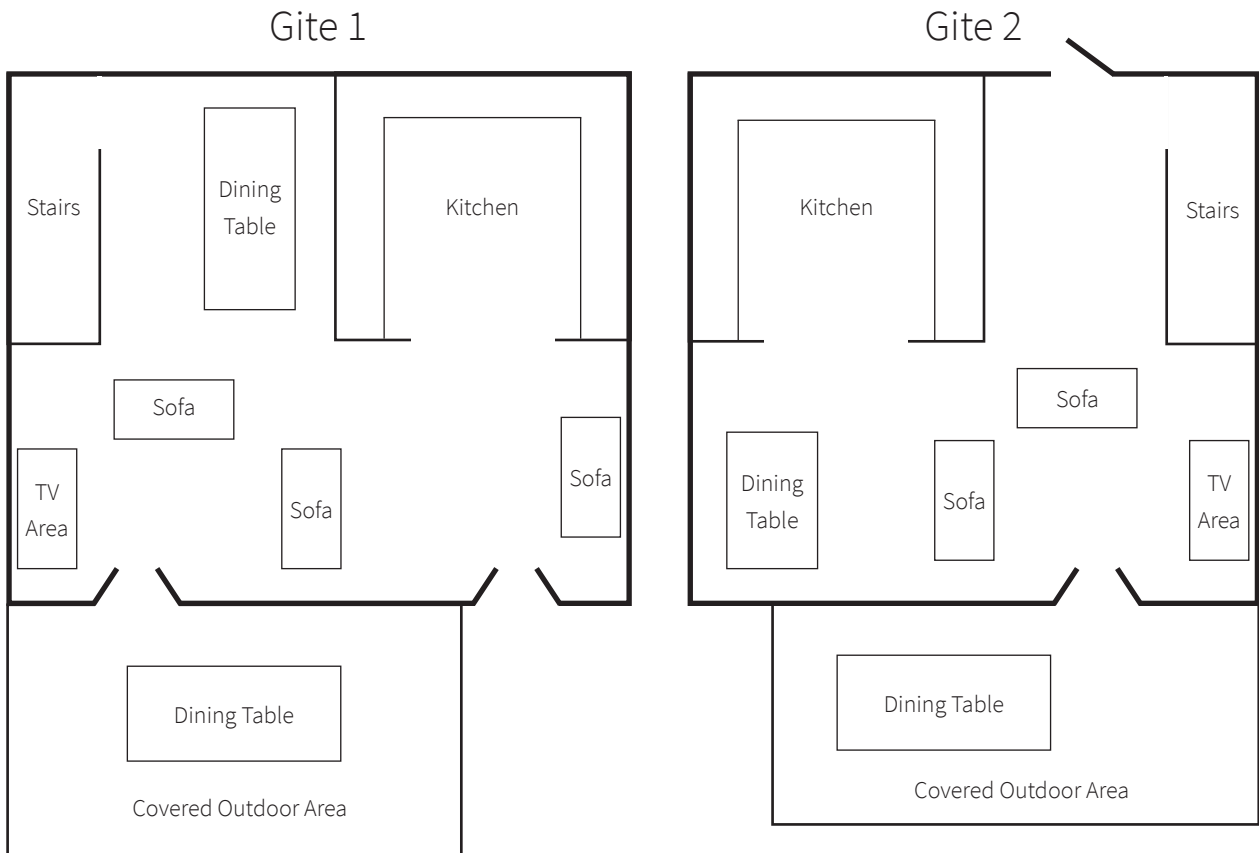 Gite 1
Stairs
Dining
Table
Kitchen
Sofa
TV
Area
Sofa
Sofa
Dining Table
Covered Outdoor Area
Gite 2
Kitchen
Stairs
Sofa
Dining
Table
Sofa
TV
Area
Dining Table
Covered Outdoor Area